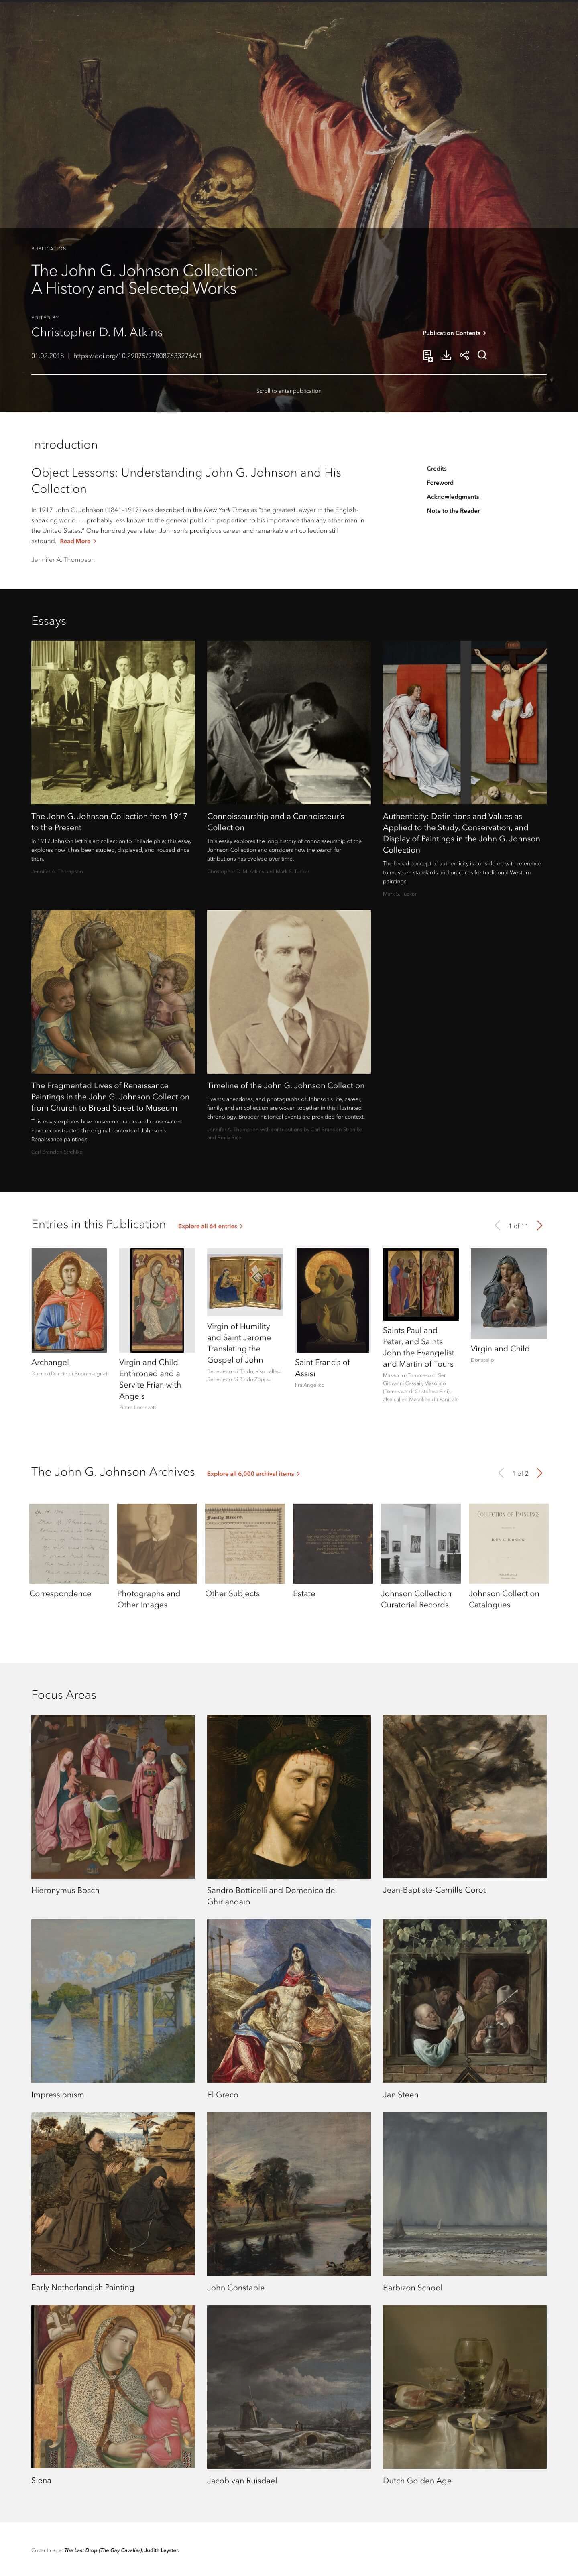 PUBLICATION
The John G. Johnson Collection:
A History and Selected Works
EDITED BY
Christopher D. M. Atkins
Publication Contents
01.02.2018 | https://doi.org/10.29075/9780876332764/1
Scroll to enter publication
Introduction
Object Lessons: Understanding John G. Johnson and His
Collection
In 1917 John G. Johnson (1841–1917) was described in the New York Times as “the greatest lawyer in the English-
speaking world . . . probably less known to the general public in proportion to his importance than any other man in
the United States.” One hundred years later, Johnson’s prodigious career and remarkable art collection still
astound. Read More
Jennifer A. Thompson
Credits
Foreword
Acknowledgments
Note to the Reader
Essays
The John G. Johnson Collection from 1917
to the Present
In 1917 Johnson left his art collection to Philadelphia; this essay
explores how it has been studied, displayed, and housed since
then.
Jennifer A. Thompson
Connoisseurship and a Connoisseur’s
Collection
This essay explores the long history of connoisseurship of the
Johnson Collection and considers how the search for
attributions has evolved over time.
Christopher D. M. Atkins and Mark S. Tucker
Authenticity: Definitions and Values as
Applied to the Study, Conservation, and
Display of Paintings in the John G. Johnson
Collection
The broad concept of authenticity is considered with reference
to museum standards and practices for traditional Western
paintings.
Mark S. Tucker
The Fragmented Lives of Renaissance
Paintings in the John G. Johnson Collection
from Church to Broad Street to Museum
This essay explores how museum curators and conservators
have reconstructed the original contexts of Johnson’s
Renaissance paintings.
Carl Brandon Strehlke
Timeline of the John G. Johnson Collection
Events, anecdotes, and photographs of Johnson’s life, career,
family, and art collection are woven together in this illustrated
chronology. Broader historical events are provided for context.
Jennifer A. Thompson with contributions by Carl Brandon Strehlke
and Emily Rice
Entries in this Publication
Explore all 64 entries
1 of 11
Archangel
Duccio (Duccio di Buoninsegna)
Virgin and Child
Enthroned and a
Servite Friar, with
Angels
Pietro Lorenzetti
Virgin of Humility
and Saint Jerome
Translating the
Gospel of John
Benedetto di Bindo, also called
Benedetto di Bindo Zoppo
Saint Francis of
Assisi
Fra Angelico
Saints Paul and
Peter, and Saints
John the Evangelist
and Martin of Tours
Masaccio (Tommaso di Ser
Giovanni Cassai), Masolino
(Tommaso di Cristoforo Fini),
also called Masolino da Panicale
Virgin and Child
Donatello
The John G. Johnson Archives
Explore all 6,000 archival items
1 of 2
Family Record.
COLLECTION OF PAINTINGS
Correspondence
Photographs and
Other Images
Other Subjects
Estate
Johnson Collection
Curatorial Records
Johnson Collection
Catalogues
Focus Areas
Hieronymus Bosch
Sandro Botticelli and Domenico del
Ghirlandaio
Jean-Baptiste-Camille Corot
Impressionism
El Greco
Jan Steen
Early Netherlandish Painting
John Constable
Barbizon School
Siena
Jacob van Ruisdael
Dutch Golden Age
Cover Image: The Last Drop (The Gay Cavalier), Judith Leyster.